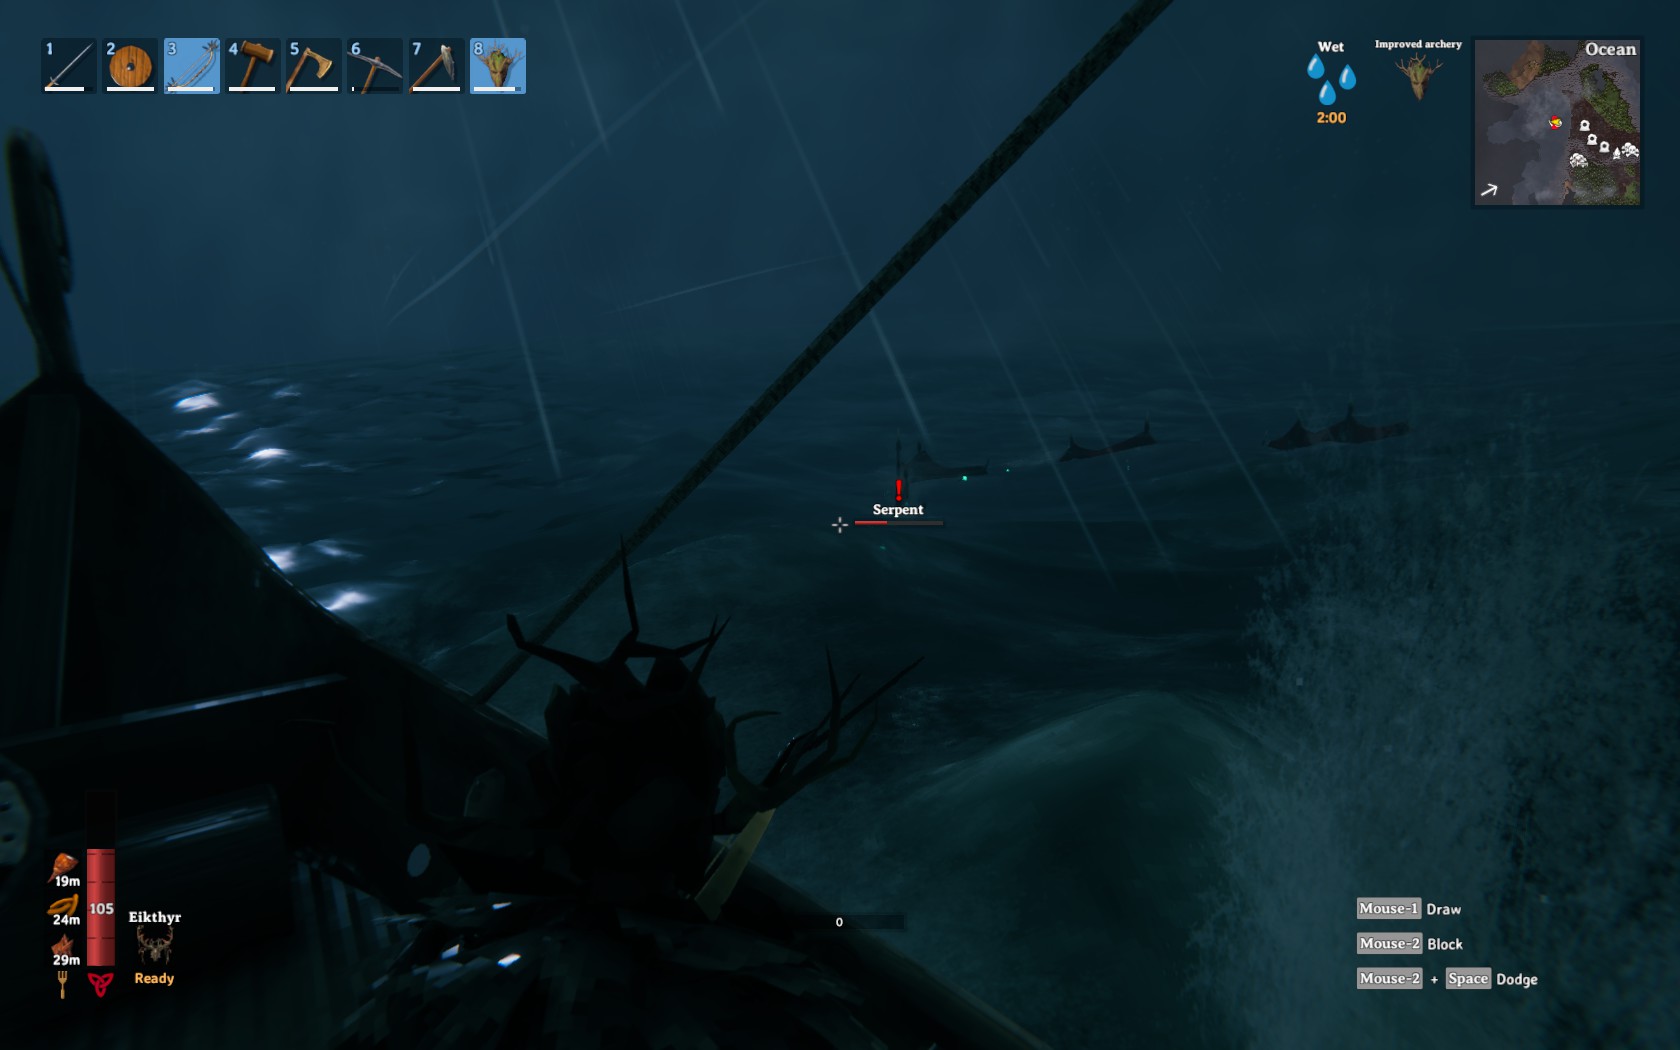 1 2 3 4 5 6 7 8
Wet
2:00
Improved archery
Ocean
!
Serpent
19m
24m
29m
105
Eikthyr
Ready
0
Mouse-1 Draw
Mouse-2 Block
Mouse-2 + Space Dodge